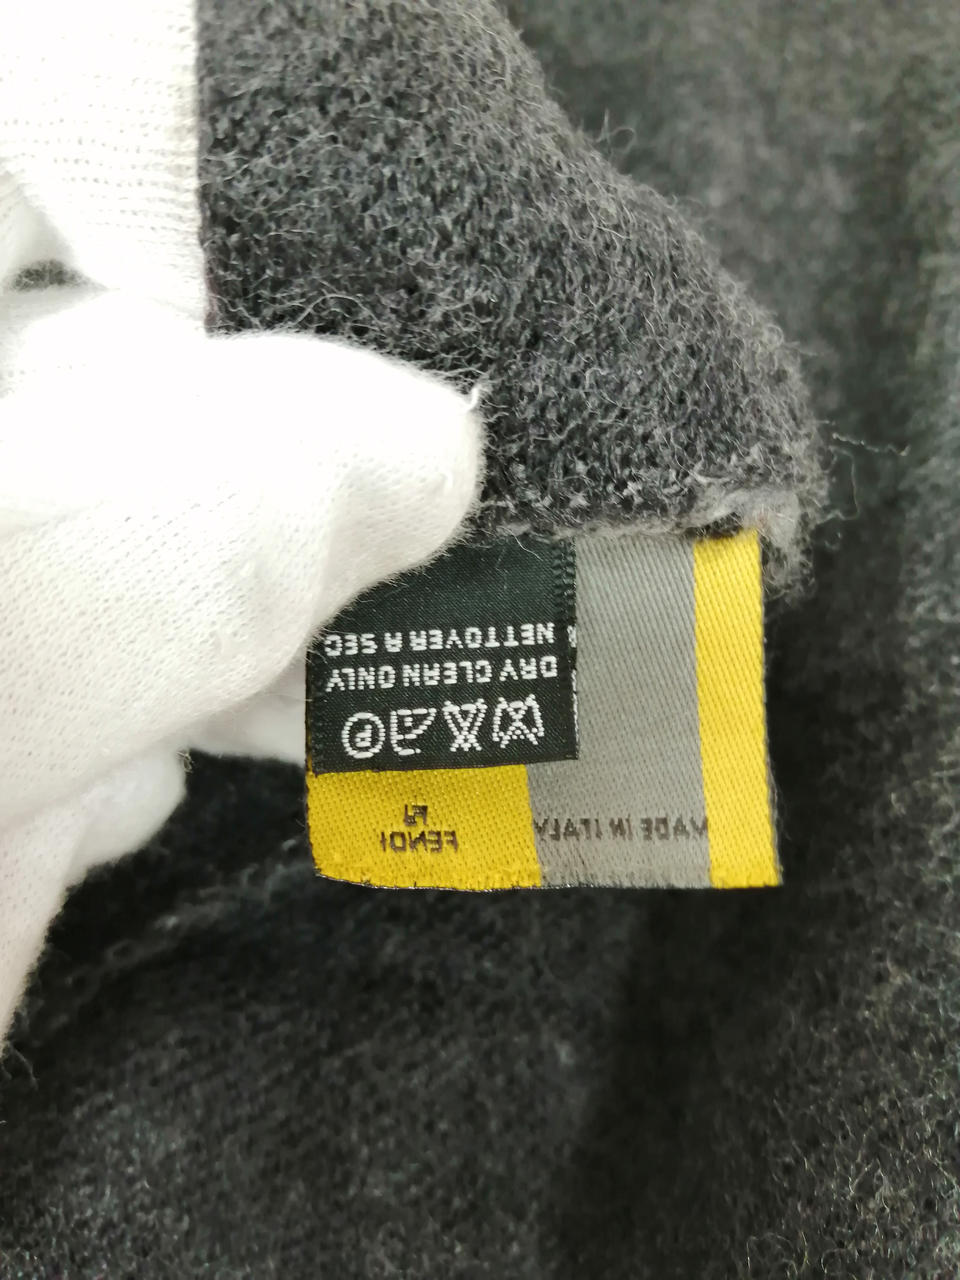 FENDI
MADE IN ITALY
P
DRY CLEAN ONLY
NETTOYER A SEC